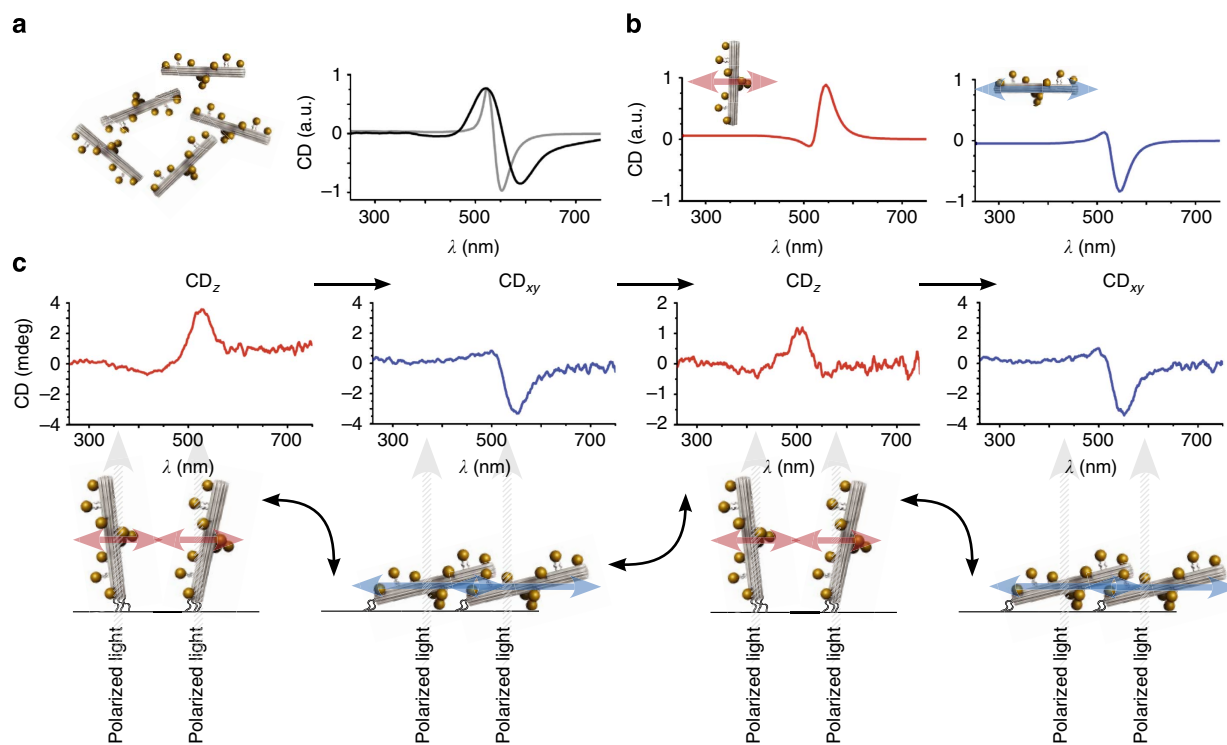 a
b
1
0
–1
CD (a.u.)
300
500
700
λ (nm)
1
0
–1
CD (a.u.)
300
500
700
λ (nm)
1
0
–1
300
500
700
λ (nm)
c
CDz
CDxy
CDz
CDxy
4
2
0
–2
–4
CD (mdeg)
300
500
700
λ (nm)
4
2
0
–2
–4
300
500
700
λ (nm)
2
1
0
–1
–2
300
500
700
λ (nm)
4
2
0
–2
–4
300
500
700
λ (nm)
Polarized light
Polarized light
Polarized light
Polarized light
Polarized light
Polarized light
Polarized light
Polarized light